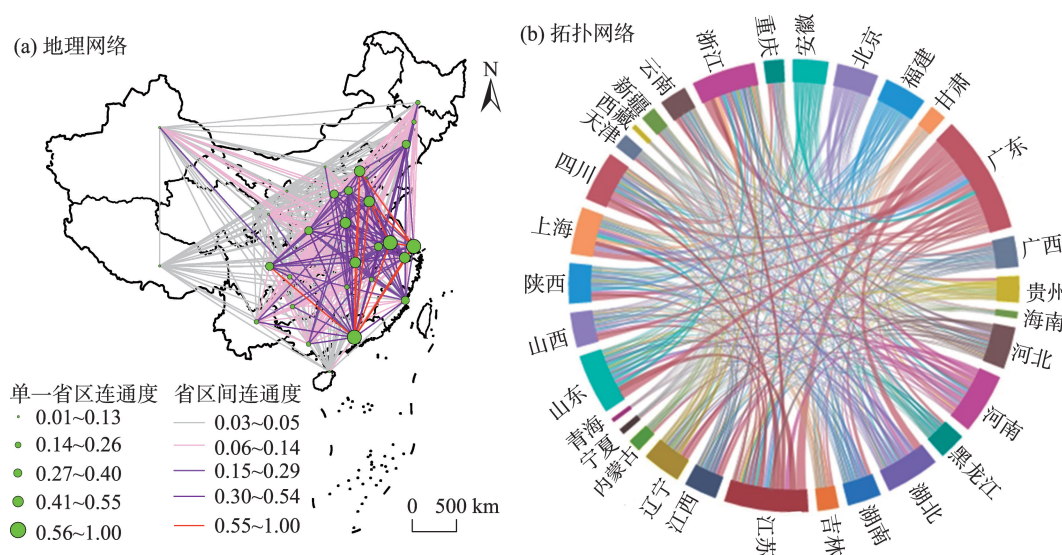 (a) 地理网络
N
单一省区连通度
0.01~0.13
0.14~0.26
0.27~0.40
0.41~0.55
0.56~1.00
省区间连通度
0.03~0.05
0.06~0.14
0.15~0.29
0.30~0.54
0.55~1.00
0 500 km
(b) 拓扑网络
安徽
北京
福建
甘肃
广东
广西
贵州
海南
河北
河南
黑龙江
湖北
湖南
吉林
江苏
江西
辽宁
内蒙古
宁夏
青海
山东
山西
陕西
上海
四川
天津
西藏
新疆
云南
浙江
重庆